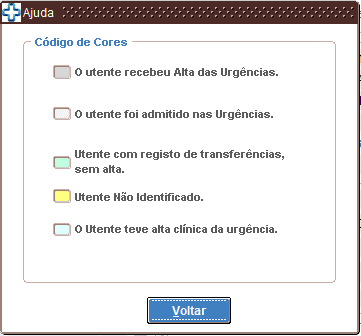 Ajuda
Código de Cores
O utente recebeu Alta das Urgências.
O utente foi admitido nas Urgências.
Utente com registo de transferências,
sem alta.
Utente Não Identificado.
O Utente teve alta clínica da urgência.
Voltar